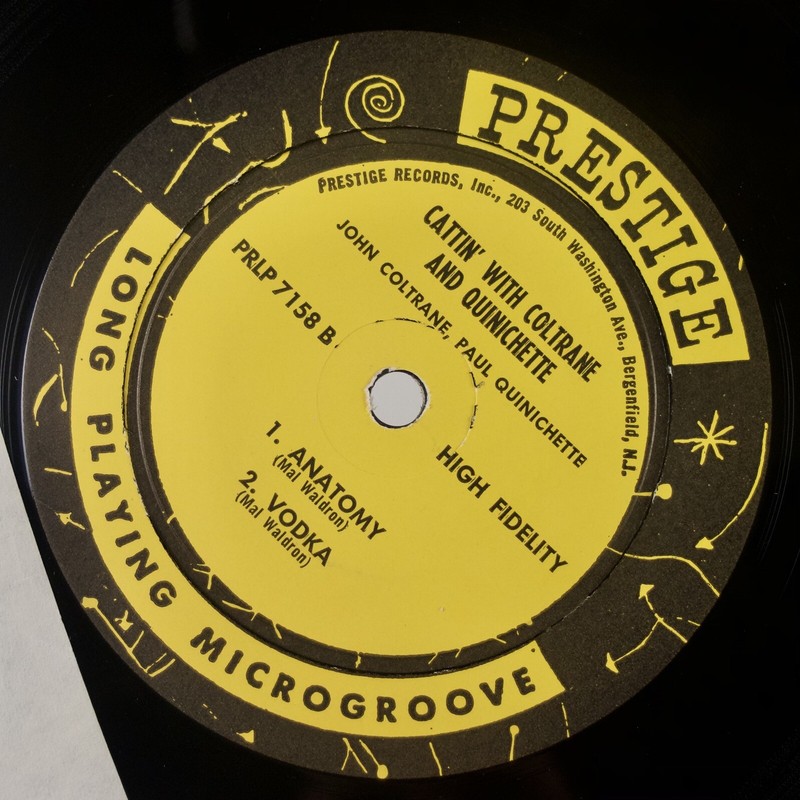 PRESTIGE
PRESTIGE RECORDS, Inc., 203 South Washington Ave., Bergenfield, N.J.
CATTIN' WITH COLTRANE
AND QUINICHETTE
JOHN COLTRANE, PAUL QUINICHETTE
PRLP 7158 B
HIGH FIDELITY
1. ANATOMY
(Mal Waldron)
2. VODKA
(Mal Waldron)
LONG PLAYING MICROGROOVE